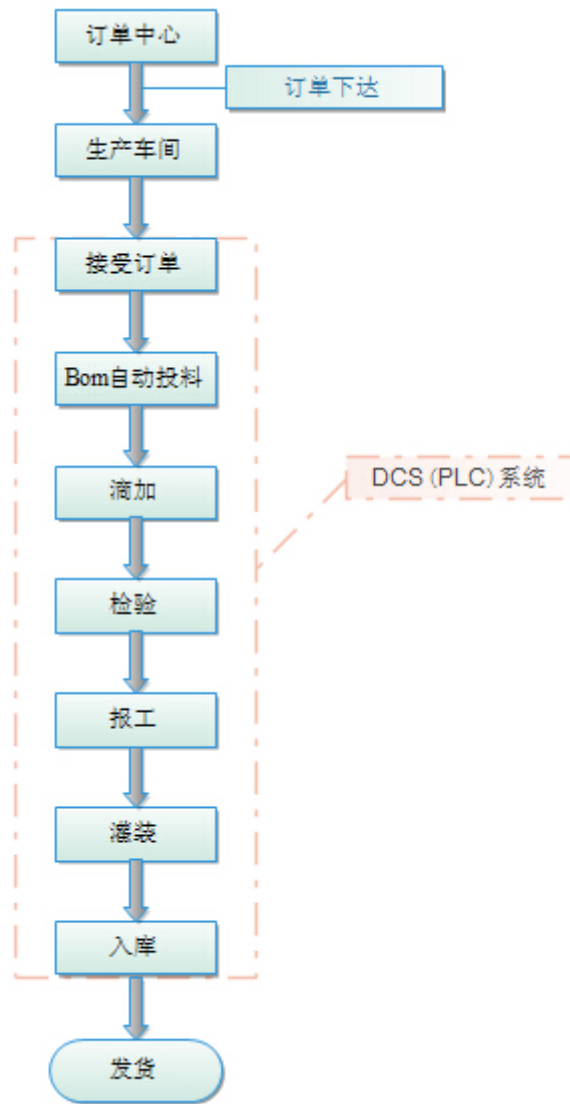 订单中心
订单下达
生产车间
接受订单
Bom自动投料
DCS (PLC) 系统
滴加
检验
报工
灌装
入库
发货